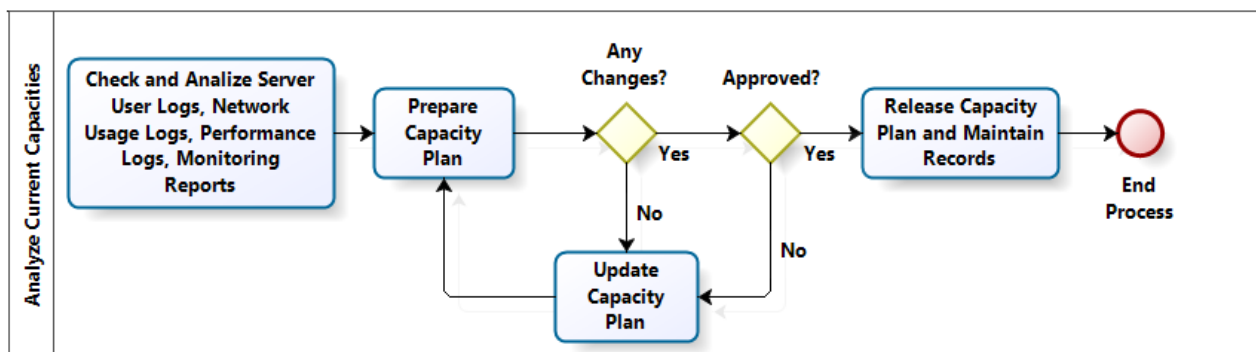 Analyze Current Capacities
Check and Analize Server
User Logs, Network
Usage Logs, Performance
Logs, Monitoring
Reports
Prepare
Capacity
Plan
Any
Changes?
Yes
No
Approved?
Yes
No
Update
Capacity
Plan
Release Capacity
Plan and Maintain
Records
End
Process